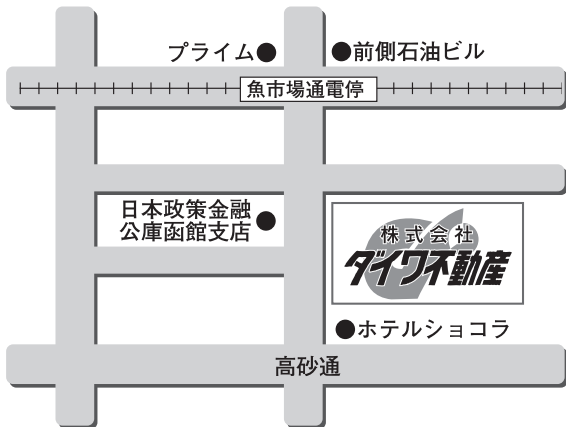 プライム●
●前側石油ビル
魚市場通電停
日本政策金融
公庫函館支店●
株式会社
ダイワ不動産
●ホテルショコラ
高砂通